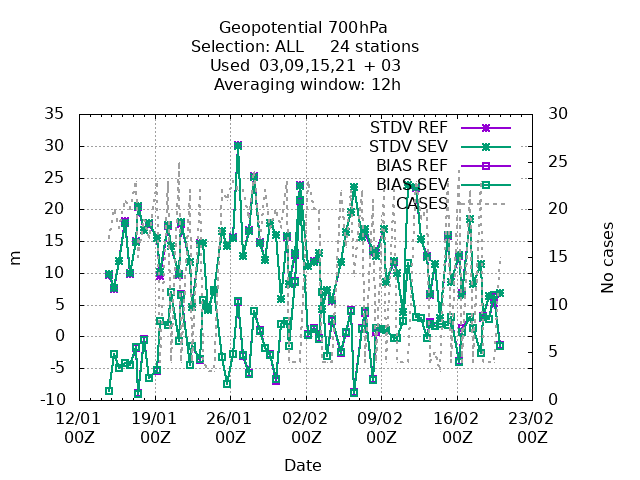 Geopotential 700hPa
Selection: ALL 24 stations
Used 03,09,15,21 + 03
Averaging window: 12h
35
30
25
20
15
10
5
0
-5
-10
m
30
25
20
15
10
5
0
No cases
STDV REF
STDV SEV
BIAS REF
BIAS SEV
CASES
12/01 19/01 26/01 02/02 09/02 16/02 23/02
00Z 00Z 00Z 00Z 00Z 00Z 00Z
Date